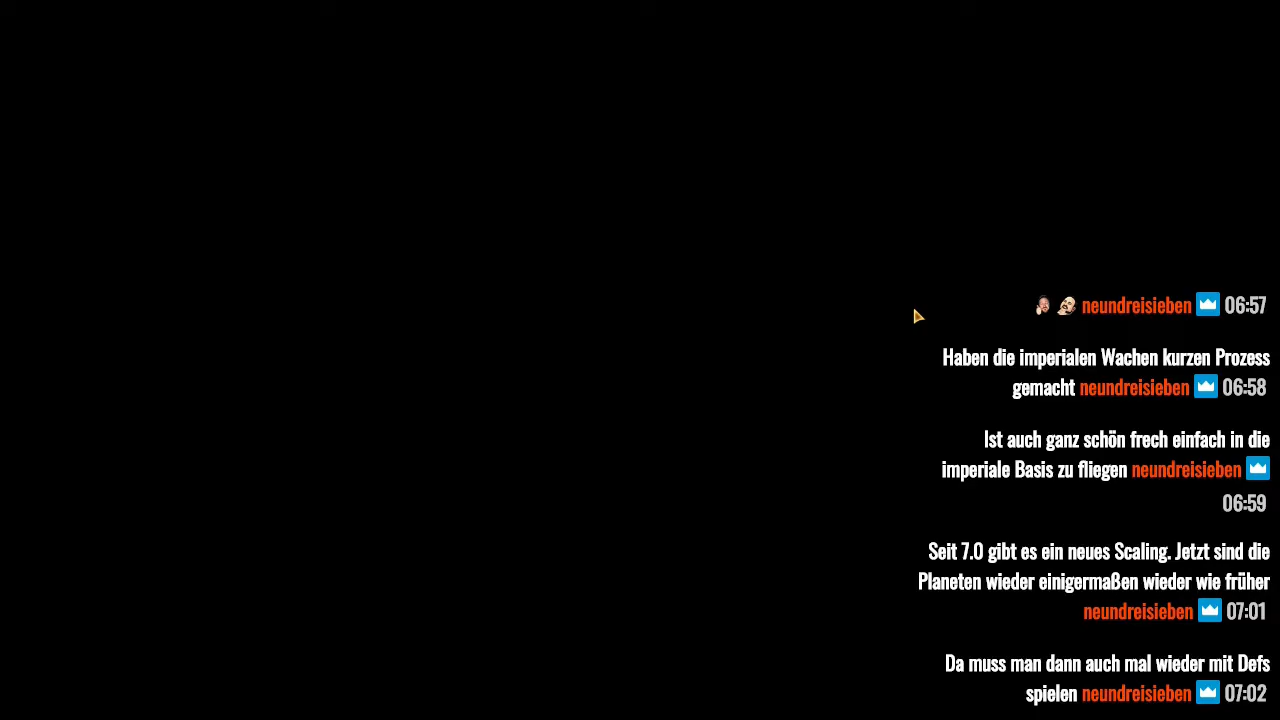 neundreisieben 06:57
Haben die imperialen Wachen kurzen Prozess
gemacht neundreisieben 06:58
Ist auch ganz schön frech einfach in die
imperiale Basis zu fliegen neundreisieben
06:59
Seit 7.0 gibt es ein neues Scaling. Jetzt sind die
Planeten wieder einigermaßen wieder wie früher
neundreisieben 07:01
Da muss man dann auch mal wieder mit Defs
spielen neundreisieben 07:02